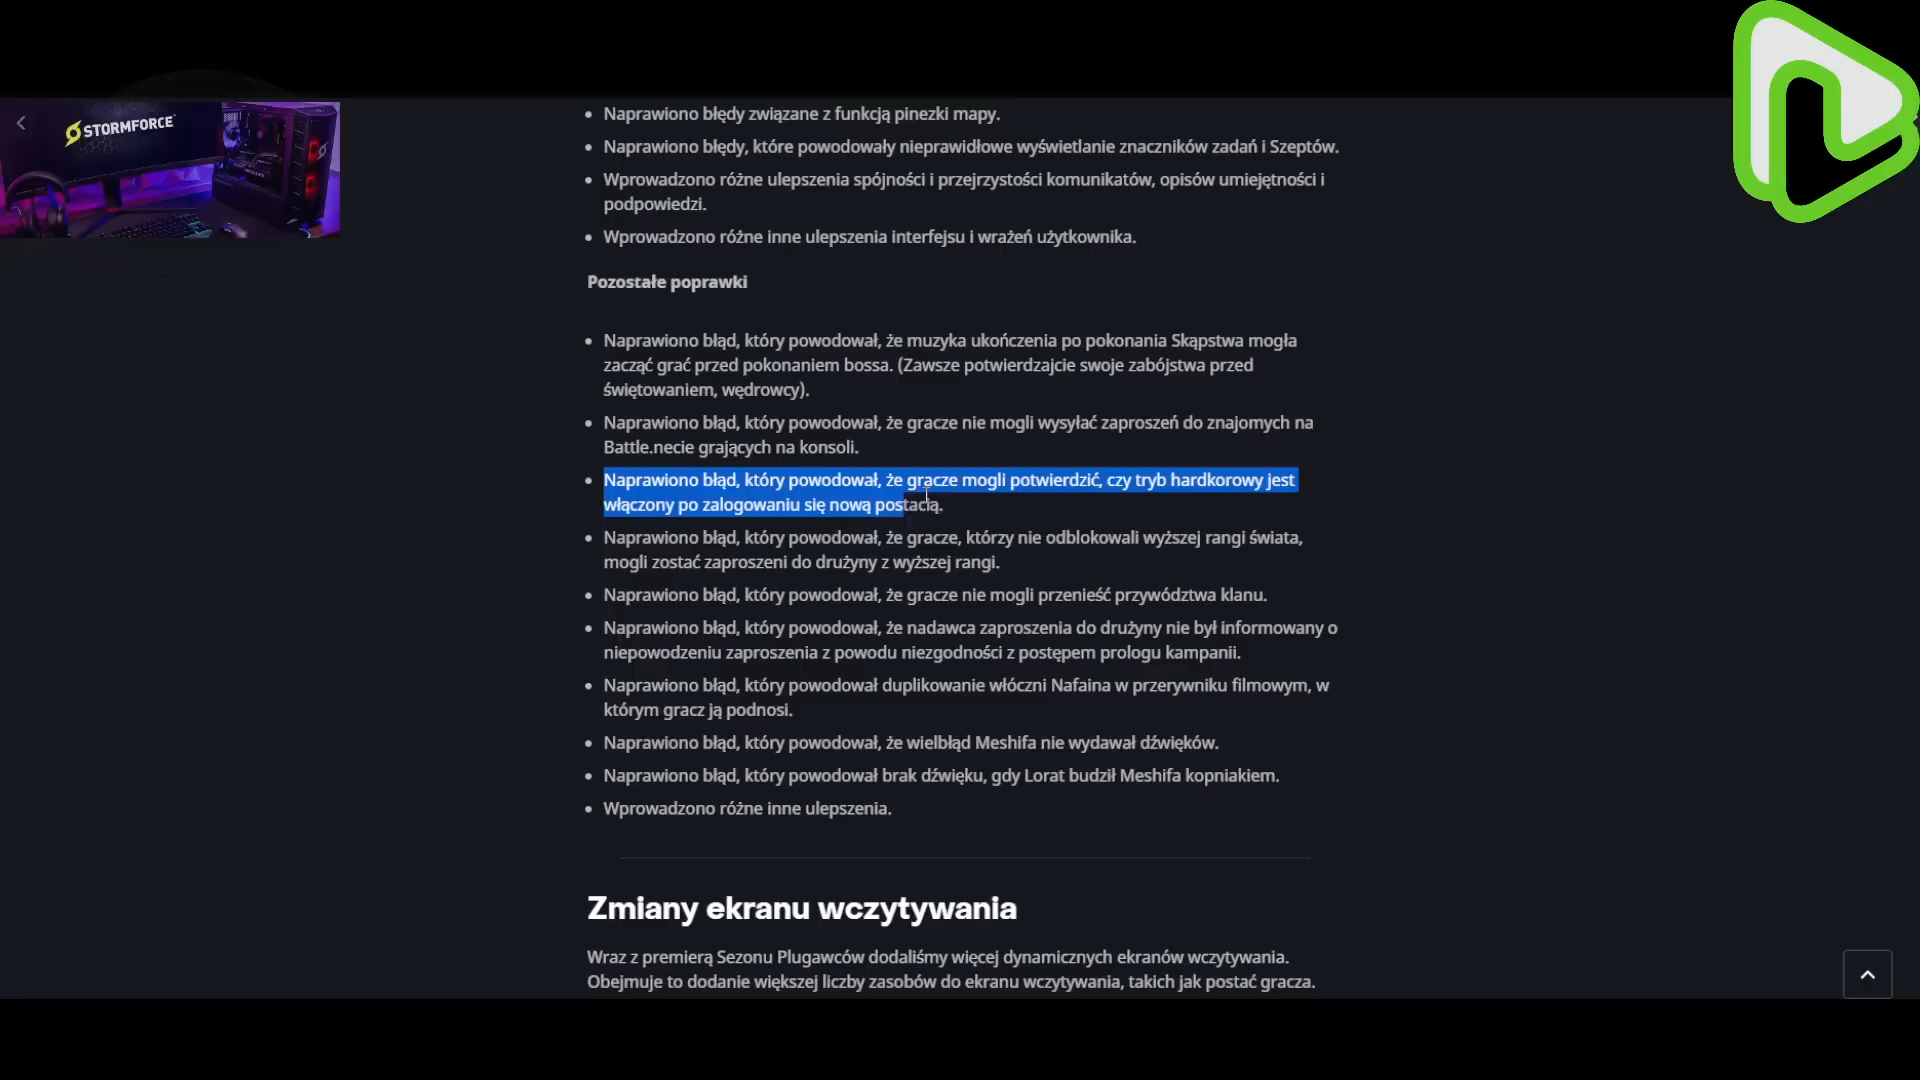 STORMFORCE
Naprawiono błędy związane z funkcją pinezki mapy.
Naprawiono błędy, które powodowały nieprawidłowe wyświetlanie znaczników zadań i Szeptów.
Wprowadzono różne ulepszenia spójności i przejrzystości komunikatów, opisów umiejętności i
podpowiedzi.
Wprowadzono różne inne ulepszenia interfejsu i wrażeń użytkownika.
Pozostałe poprawki
Naprawiono błąd, który powodował, że muzyka ukończenia po pokonania Skąpstwa mogła
zacząć grać przed pokonaniem bossa. (Zawsze potwierdzajcie swoje zabójstwa przed
świętowaniem, wędrowcy).
Naprawiono błąd, który powodował, że gracze nie mogli wysyłać zaproszeń do znajomych na
Battle.necie grających na konsoli.
Naprawiono błąd, który powodował, że gracze mogli potwierdzić, czy tryb hardkorowy jest
włączony po zalogowaniu się nową postacią.
Naprawiono błąd, który powodował, że gracze, którzy nie odblokowali wyższej rangi świata,
mogli zostać zaproszeni do drużyny z wyższej rangi.
Naprawiono błąd, który powodował, że gracze nie mogli przenieść przywództwa klanu.
Naprawiono błąd, który powodował, że nadawca zaproszenia do drużyny nie był informowany o
niepowodzeniu zaproszenia z powodu niezgodności z postępem prologu kampanii.
Naprawiono błąd, który powodował duplikowanie włóczni Nafaina w przerywniku filmowym, w
którym gracz ją podnosi.
Naprawiono błąd, który powodował, że wielbłąd Meshifa nie wydawał dźwięków.
Naprawiono błąd, który powodował brak dźwięku, gdy Lorat budził Meshifa kopniakiem.
Wprowadzono różne inne ulepszenia.
Zmiany ekranu wczytywania
Wraz z premierą Sezonu Plugawców dodaliśmy więcej dynamicznych ekranów wczytywania.
Obejmuje to dodanie większej liczby zasobów do ekranu wczytywania, takich jak postać gracza.